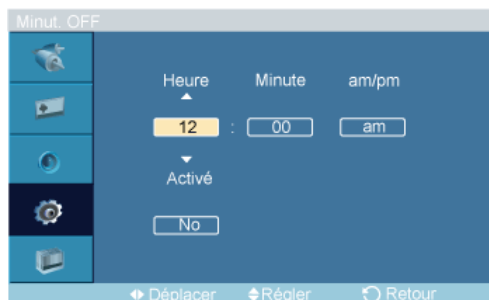 Minut. OFF
Heure Minute am/pm
12 : 00 am
Activé
No
Déplacer Régler Retour